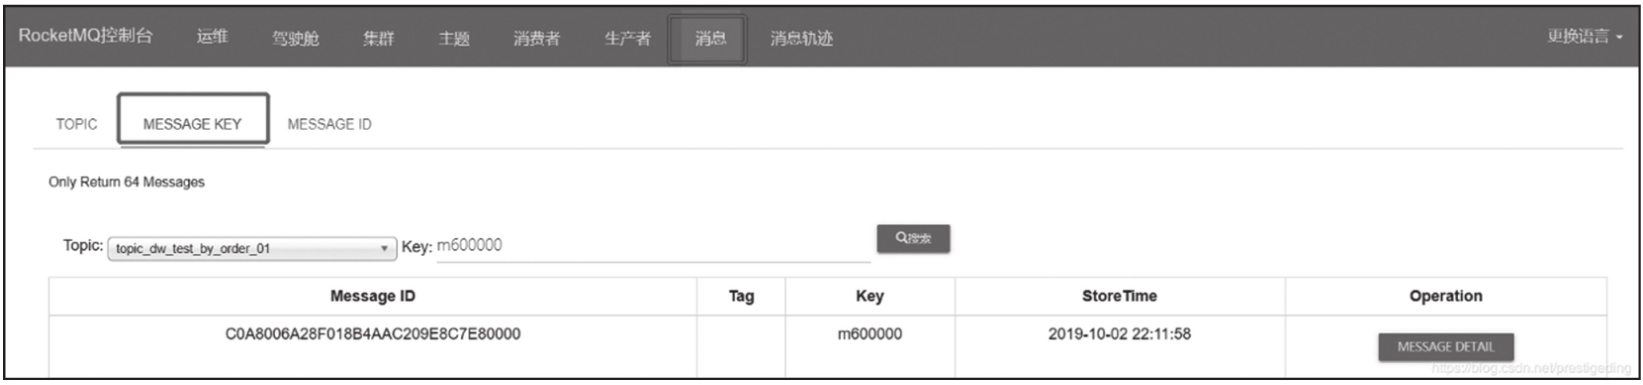 RocketMQ控制台 运维 驾驶舱 集群 主题 消费者 生产者 消息 消息轨迹 更换语言
TOPIC MESSAGE KEY MESSAGE ID
Only Return 64 Messages
Topic: topic_dw_test_by_order_01 Key: m600000 搜索
Message ID Tag Key StoreTime Operation
C0A8006A28F018B4AAC209E8C7E80000 m600000 2019-10-02 22:11:58 MESSAGE DETAIL
https://blog.csdn.net/prestigeding